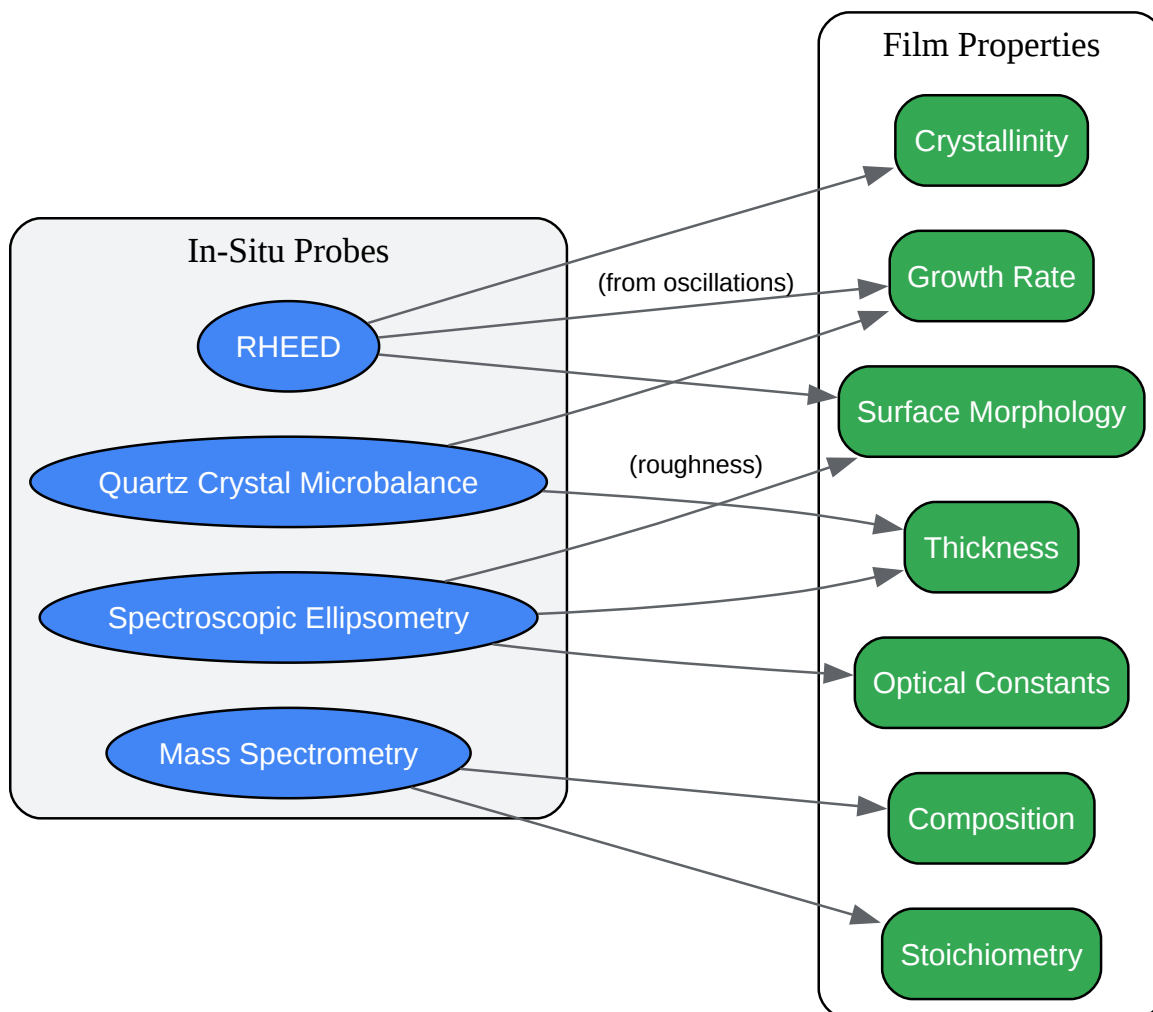 In-Situ Probes
RHEED
Quartz Crystal Microbalance
Spectroscopic Ellipsometry
Mass Spectrometry
(from oscillations)
(roughness)
Film Properties
Crystallinity
Growth Rate
Surface Morphology
Thickness
Optical Constants
Composition
Stoichiometry